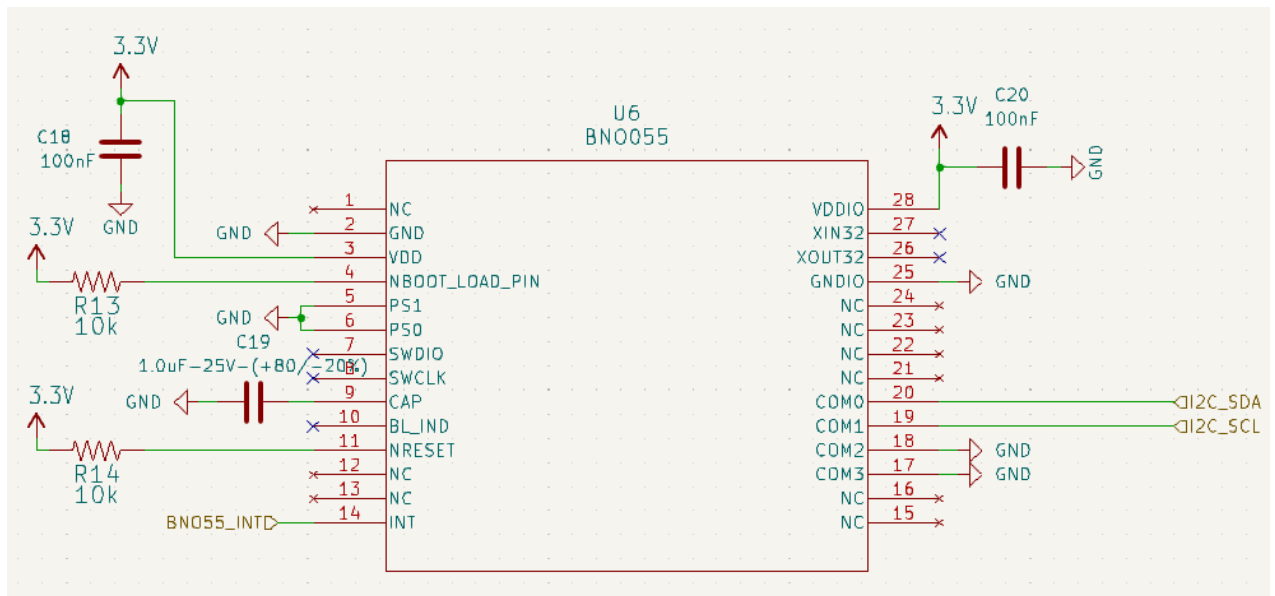 3.3V
C18
100nF
GND
3.3V
R13
10k
GND
GND
C19
1.0uF-25V-(+80/-20%)
GND
3.3V
R14
10k
BNO55_INT
U6
BNO055
1 NC
2 GND
3 VDD
4 NBOOT_LOAD_PIN
5 PS1
6 PS0
7 SWDIO
8 SWCLK
9 CAP
10 BL_IND
11 NRESET
12 NC
13 NC
14 INT
VDDIO 28
XIN32 27
XOUT32 26
GNDIO 25
NC 24
NC 23
NC 22
NC 21
COM0 20
COM1 19
COM2 18
COM3 17
NC 16
NC 15
3.3V
C20
100nF
GND
GND
I2C_SDA
I2C_SCL
GND
GND